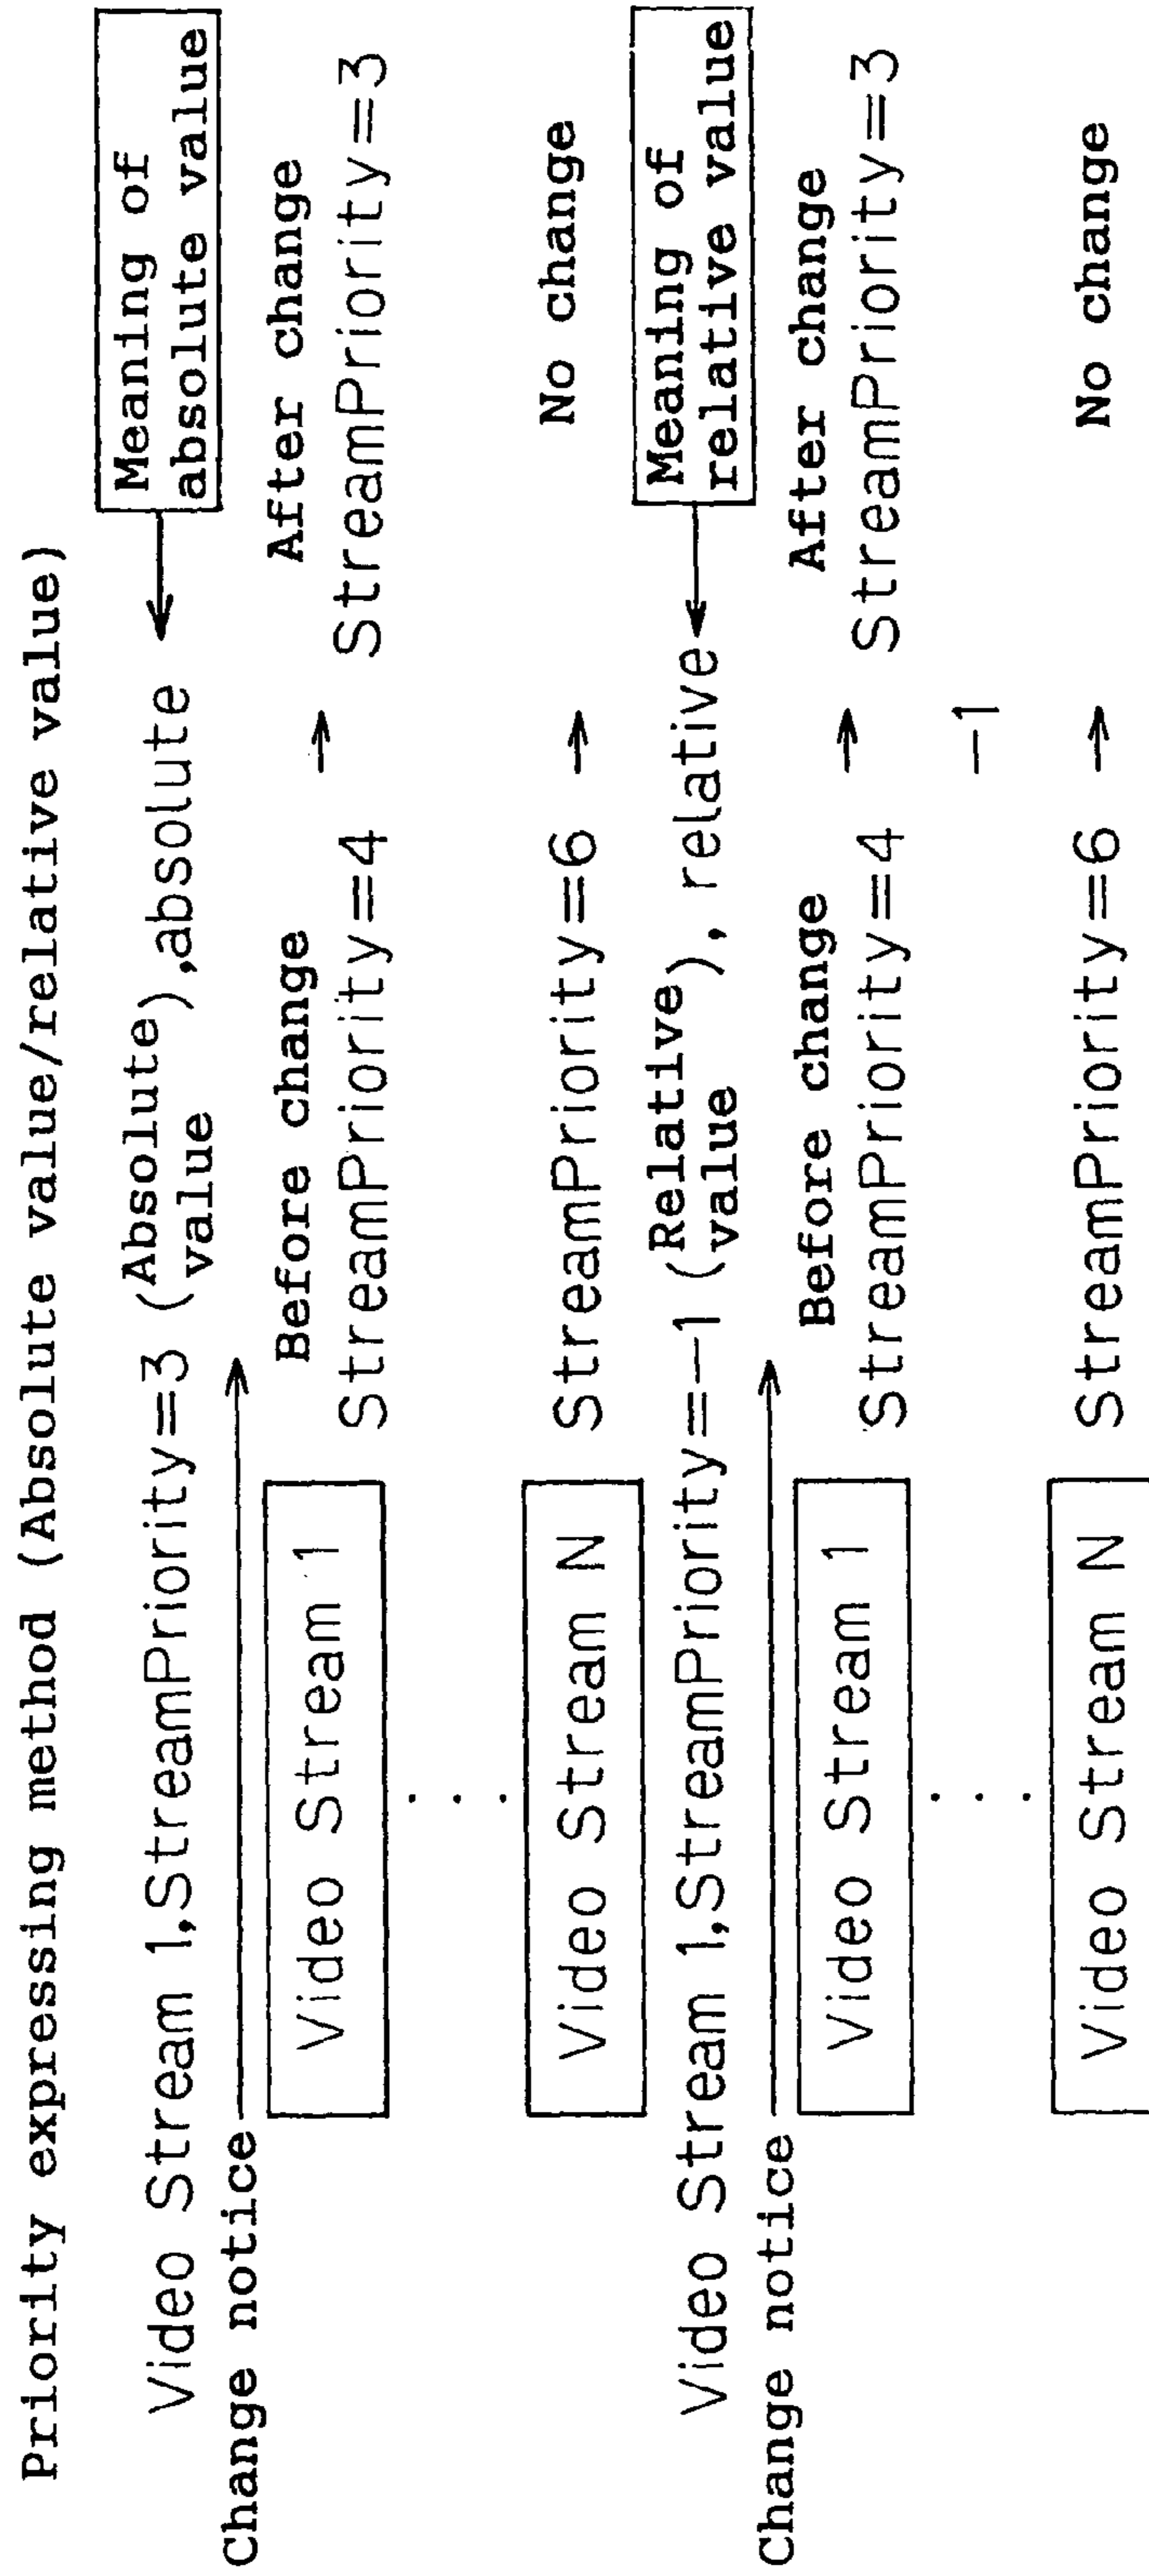 Priority expressing method (Absolute value/relative value)
Video Stream 1,StreamPriority=3 (Absolute value),absolute
Meaning of
absolute value
Change notice
Before change
After change
Video Stream 1
StreamPriority=4
→
StreamPriority=3
. . .
Video Stream N
StreamPriority=6
→
No change
Video Stream 1,StreamPriority=-1 (Relative value), relative
Meaning of
relative value
Change notice
Before change
After change
Video Stream 1
StreamPriority=4
→
StreamPriority=3
. . .
-1
Video Stream N
StreamPriority=6
→
No change